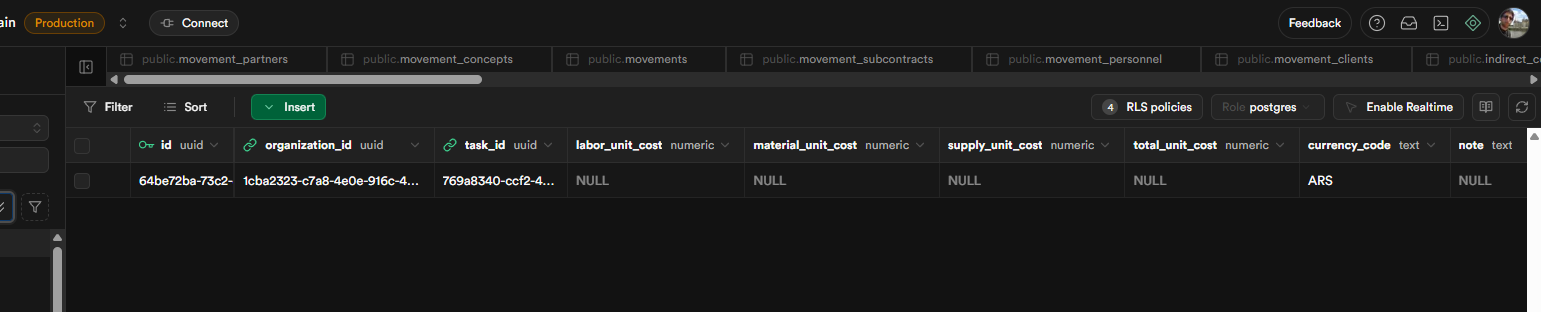 ain Production Connect Feedback
public.movement_partners public.movement_concepts public.movements public.movement_subcontracts public.movement_personnel public.movement_clients public.indirect_c
Filter Sort Insert 4 RLS policies Role postgres Enable Realtime
id uuid organization_id uuid task_id uuid labor_unit_cost numeric material_unit_cost numeric supply_unit_cost numeric total_unit_cost numeric currency_code text note text
64be72ba-73c2- 1cba2323-c7a8-4e0e-916c-4... 769a8340-ccf2-4... NULL NULL NULL NULL ARS NULL